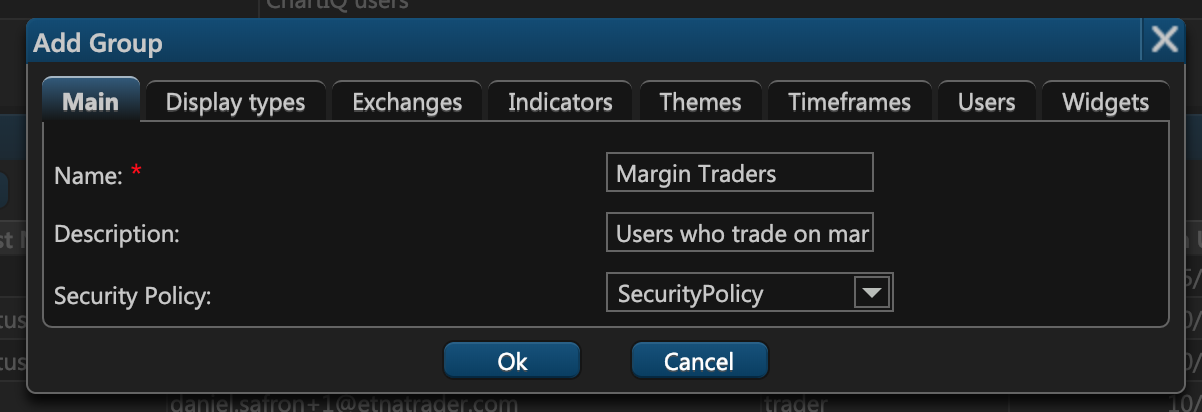 ChartIQ users
Add Group
Main Display types Exchanges Indicators Themes Timeframes Users Widgets
Name: * Margin Traders
Description: Users who trade on mar
Security Policy: SecurityPolicy
Ok Cancel
daniel.safron+1@etnatrader.com trader 10/